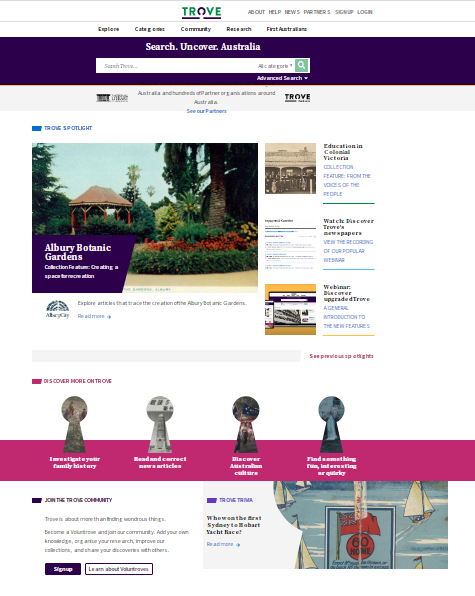 TROVE
ABOUT HELP NEWS PARTNERS SIGNUP LOGIN
Explore Categories Community Research First Australians
Search. Uncover. Australia
Search Trove...
All categorie
Advanced Search
Australia and hundreds of Partner organisations around
Australia.
TROVE
See our Partners
TROVE SPOTLIGHT
Albury Botanic
Gardens
Collection Feature: Creating a
space for recreation
AlburyCity
Explore articles that trace the creation of the Albury Botanic Gardens.
Read more
Education in
Colonial
Victoria
COLLECTION
FEATURE: FROM THE
VOICES OF THE
PEOPLE
Watch: Discover
Trove's
newspapers
VIEW THE RECORDING
OF OUR POPULAR
WEBINAR
Webinar:
Discover
upgraded Trove
A GENERAL
INTRODUCTION TO
THE NEW FEATURES
See previous spotlights
DISCOVER MORE ON TROVE
Investigate your
family history
Read and correct
news articles
Discover
Australian
culture
Find something
fun, interesting
or quirky
JOIN THE TROVE COMMUNITY
Trove is about more than finding wondrous things.
Become a Voluntrove and join our community. Add your own
knowledge, organise your research, improve our
collections, and share your discoveries with others.
Sign up
Learn about Voluntroves
TROVE TRIVIA
Who won the first
Sydney to Hobart
Yacht Race?
Read more
GO
HOME